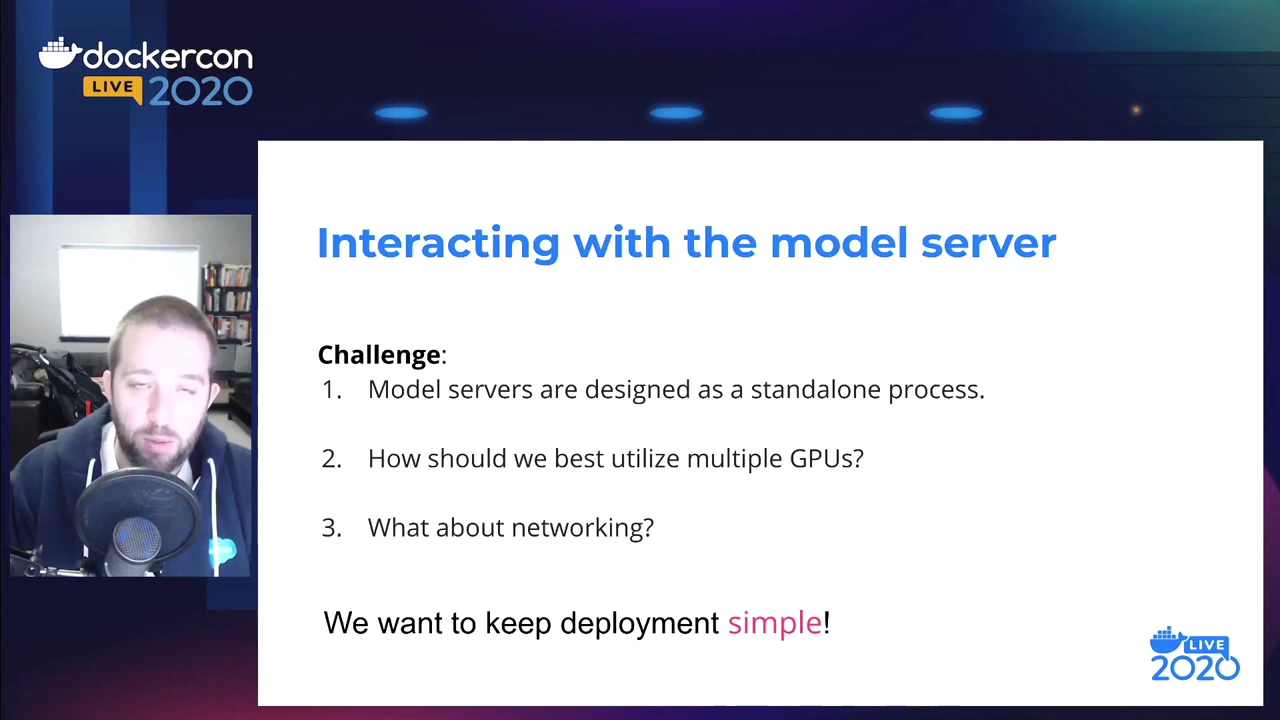 dockercon
LIVE 2020
Interacting with the model server
Challenge:
1. Model servers are designed as a standalone process.
2. How should we best utilize multiple GPUs?
3. What about networking?
We want to keep deployment simple!
LIVE
2020